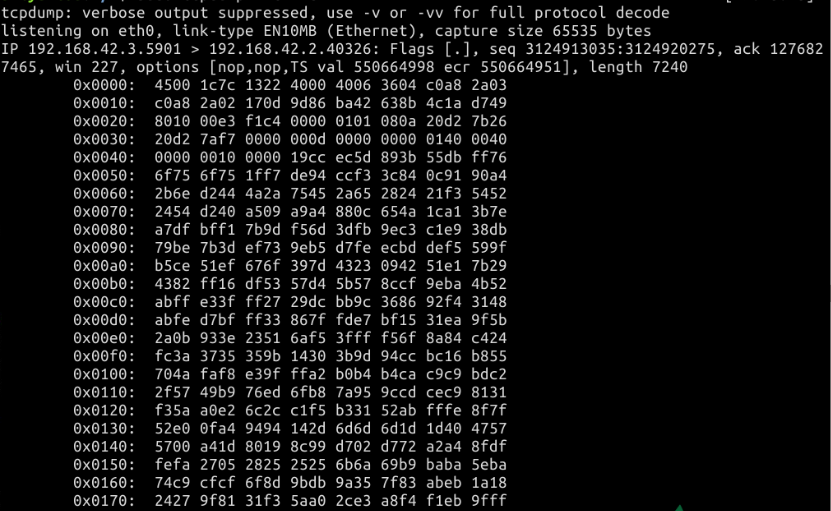 tcpdump: verbose output suppressed, use -v or -vv for full protocol decode
listening on eth0, link-type EN10MB (Ethernet), capture size 65535 bytes
IP 192.168.42.3.5901 > 192.168.42.2.40326: Flags [.], seq 3124913035:3124920275, ack 127682
7465, win 227, options [nop,nop,TS val 550664998 ecr 550664951], length 7240
0x0000:  4500 1c7c 1322 4000 4006 3604 c0a8 2a03
0x0010:  c0a8 2a02 170d 9d86 ba42 638b 4c1a d749
0x0020:  8010 00e3 f1c4 0000 0101 080a 20d2 7b26
0x0030:  20d2 7af7 0000 000d 0000 0000 0140 0040
0x0040:  0000 0010 0000 19cc ec5d 893b 55db ff76
0x0050:  6f75 6f75 1ff7 de94 ccf3 3c84 0c91 90a4
0x0060:  2b6e d244 4a2a 7545 2a65 2824 21f3 5452
0x0070:  2454 d240 a509 a9a4 880c 654a 1ca1 3b7e
0x0080:  a7df bff1 7b9d f56d 3dfb 9ec3 c1e9 38db
0x0090:  79be 7b3d ef73 9eb5 d7fe ecbd def5 599f
0x00a0:  b5ce 51ef 676f 397d 4323 0942 51e1 7b29
0x00b0:  4382 ff16 df53 57d4 5b57 8ccf 9eba 4b52
0x00c0:  abff e33f ff27 29dc bb9c 3686 92f4 3148
0x00d0:  abfe d7bf ff33 867f fde7 bf15 31ea 9f5b
0x00e0:  2a0b 933e 2351 6af5 3fff f56f 8a84 c424
0x00f0:  fc3a 3735 359b 1430 3b9d 94cc bc16 b855
0x0100:  704a faf8 e39f ffa2 b0b4 b4ca c9c9 bdc2
0x0110:  2f57 49b9 76ed 6fb8 7a95 9ccd cec9 8131
0x0120:  f35a a0e2 6c2c c1f5 b331 52ab fffe 8f7f
0x0130:  52e0 0fa4 9494 142d 6d6d 6d1d 1d40 4757
0x0140:  5700 a41d 8019 8c99 d702 d772 a2a4 8fdf
0x0150:  fefa 2705 2825 2525 6b6a 69b9 baba 5eba
0x0160:  74c9 cfcf 6f8d 9bdb 9a35 7f83 abeb 1a18
0x0170:  2427 9f81 31f3 5aa0 2ce3 a8f4 f1eb 9fff